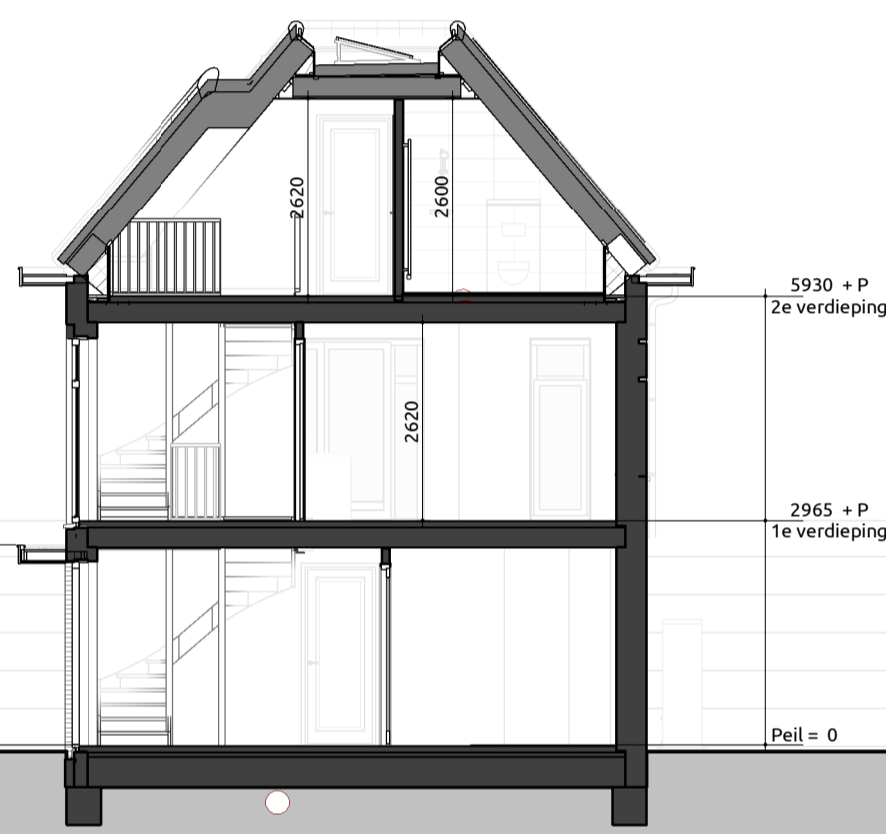 2620
2600
5930 + P
2e verdieping
2620
2965 + P
1e verdieping
Peil = 0